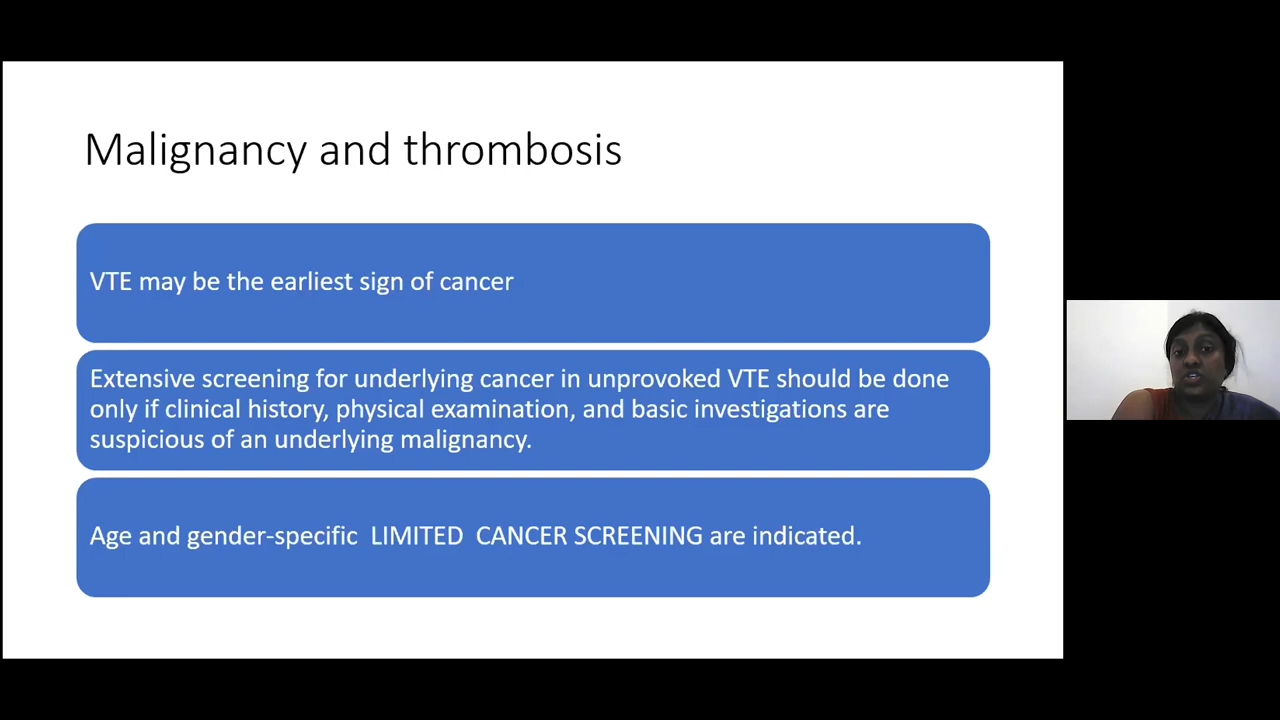 Malignancy and thrombosis
VTE may be the earliest sign of cancer
Extensive screening for underlying cancer in unprovoked VTE should be done
only if clinical history, physical examination, and basic investigations are
suspicious of an underlying malignancy.
Age and gender-specific  LIMITED  CANCER SCREENING are indicated.